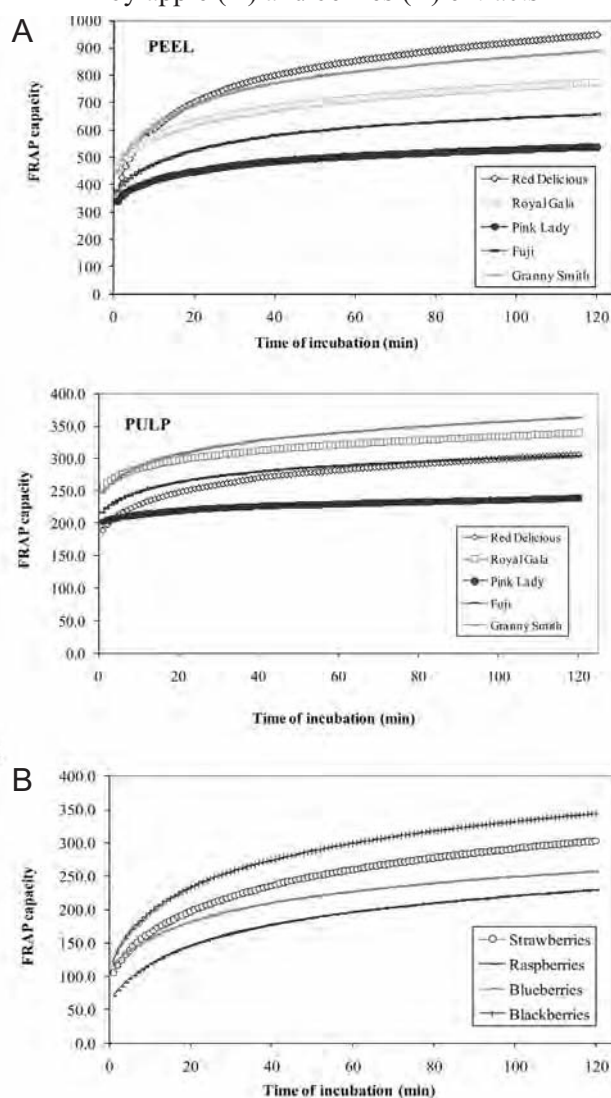 A
PEEL
FRAP capacity
1000
900
800
700
600
500
400
300
200
100
0
Red Delicious
Royal Gala
Pink Lady
Fuji
Granny Smith
0 20 40 60 80 100 120
Time of incubation (min)
PULP
FRAP capacity
400.0
350.0
300.0
250.0
200.0
150.0
100.0
50.0
0.0
Red Delicious
Royal Gala
Pink Lady
Fuji
Granny Smith
0 20 40 60 80 100 120
Time of incubation (min)
B
FRAP capacity
400.0
350.0
300.0
250.0
200.0
150.0
100.0
50.0
0.0
Strawberries
Raspberries
Blueberries
Blackberries
0 20 40 60 80 100 120
Time of incubation (min)